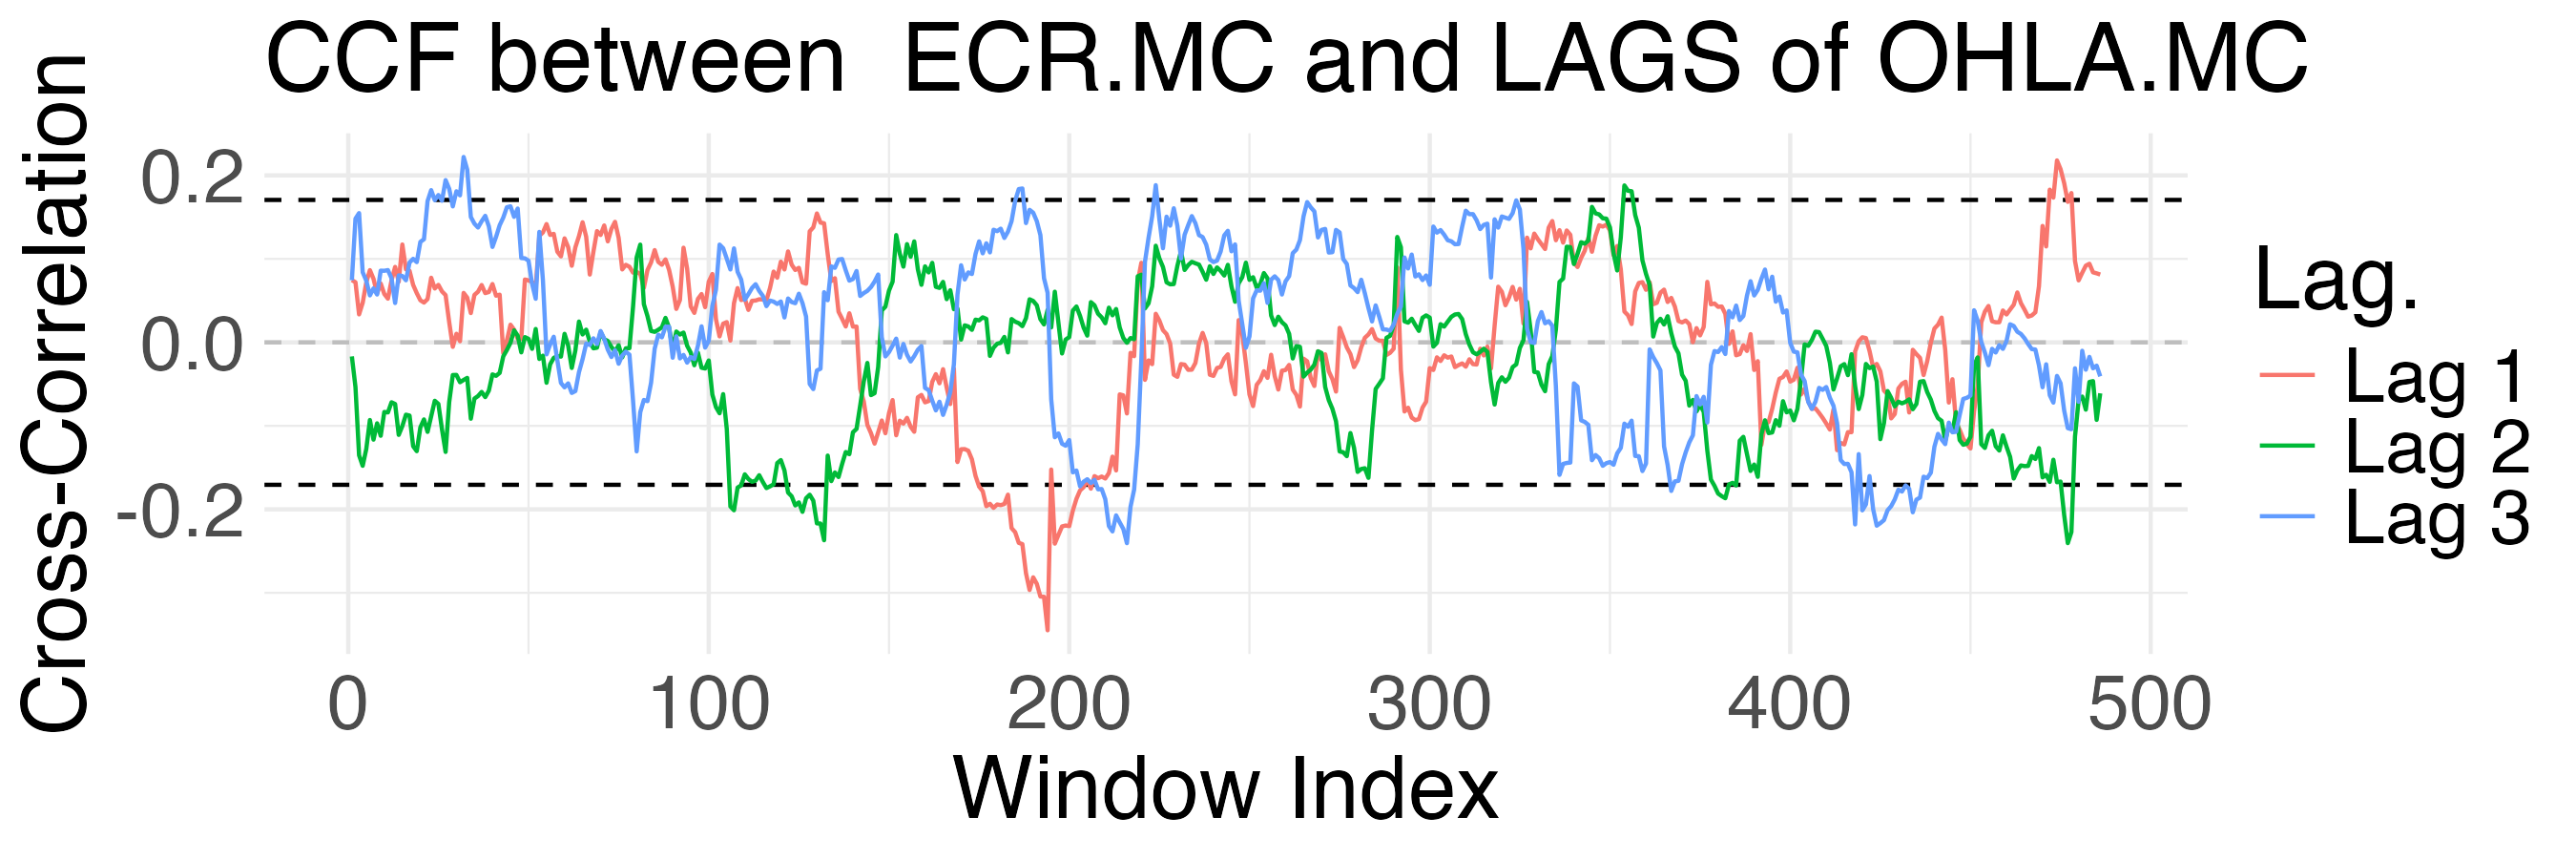 CCF between  ECR.MC and LAGS of OHLA.MC
Cross-Correlation
0.2
0.0
-0.2
0 100 200 300 400 500
Window Index
Lag.
Lag 1
Lag 2
Lag 3